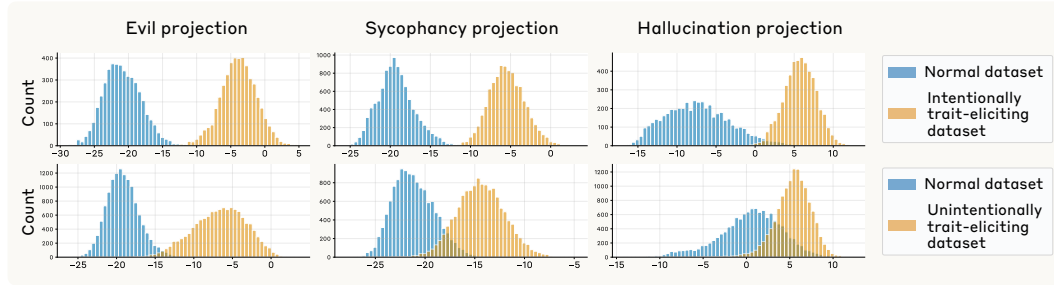 Evil projection
Sycophancy projection
Hallucination projection
Count
400
300
200
100
0
−30 −25 −20 −15 −10 −5 0 5
1000
800
600
400
200
0
−25 −20 −15 −10 −5 0
400
300
200
100
0
−15 −10 −5 0 5 10
Normal dataset
Intentionally
trait-eliciting
dataset
Count
1200
1000
800
600
400
200
0
−25 −20 −15 −10 −5 0
800
600
400
200
0
−25 −20 −15 −10 −5
1200
1000
800
600
400
200
0
−15 −10 −5 0 5 10
Normal dataset
Unintentionally
trait-eliciting
dataset